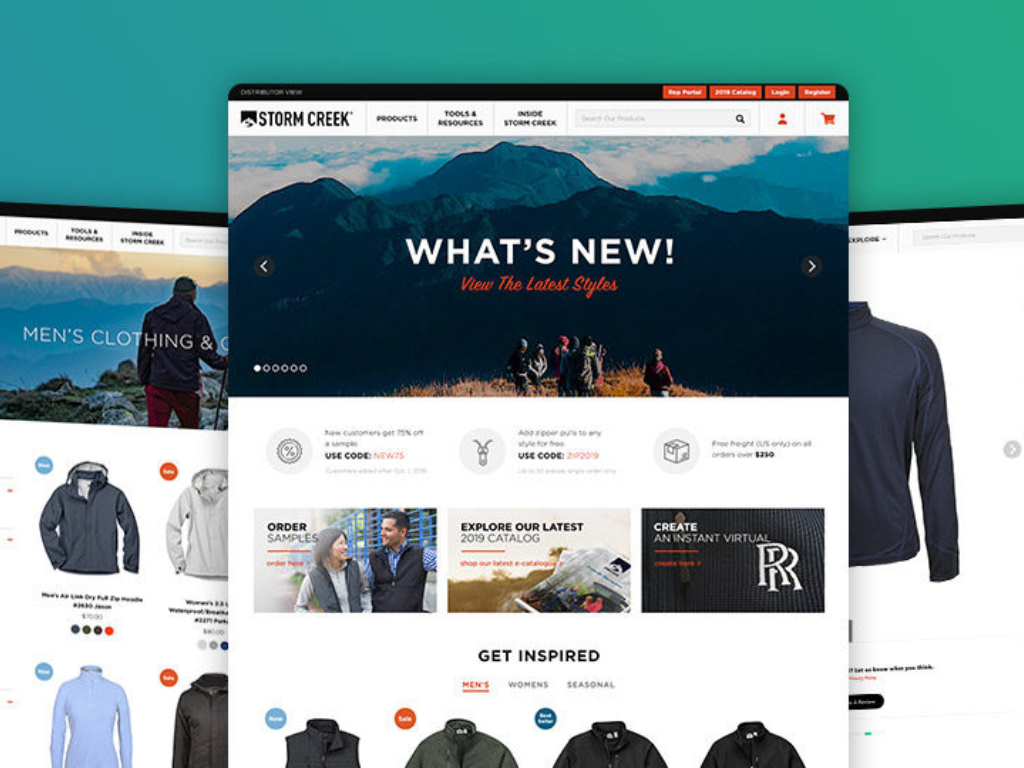 DISTRIBUTOR VIEW
Rep Portal
2019 Catalog
Login
Register
STORM CREEK
PRODUCTS
TOOLS &
RESOURCES
INSIDE
STORM CREEK
Search Our Products
WHAT'S NEW!
View The Latest Styles
New customers get 75% off
a sample.
USE CODE: NEW75
Customers added after Oct. 1, 2018
Add zipper pulls to any
style for free.
USE CODE: ZIP2019
Up to 50 pieces, single order only
Free freight (US only) on all
orders over $250
ORDER
SAMPLES
order here >
EXPLORE OUR LATEST
2019 CATALOG
shop our latest e-catalogue >
CREATE
AN INSTANT VIRTUAL
create here >
RR
GET INSPIRED
MEN'S
WOMENS
SEASONAL
New
Sale
Best
Seller
PRODUCTS
TOOLS &
RESOURCES
INSIDE
STORM CREEK
Search Our
MEN'S CLOTHING &
New
Sale
Men's Air Link Dry Full Zip Hoodie
#2630 Jason
$70.00
Women's
Waterproof/
#3271
$80.00
New
Sale
EXPLORE
Search Our Products
Let us know what you think.
A Review